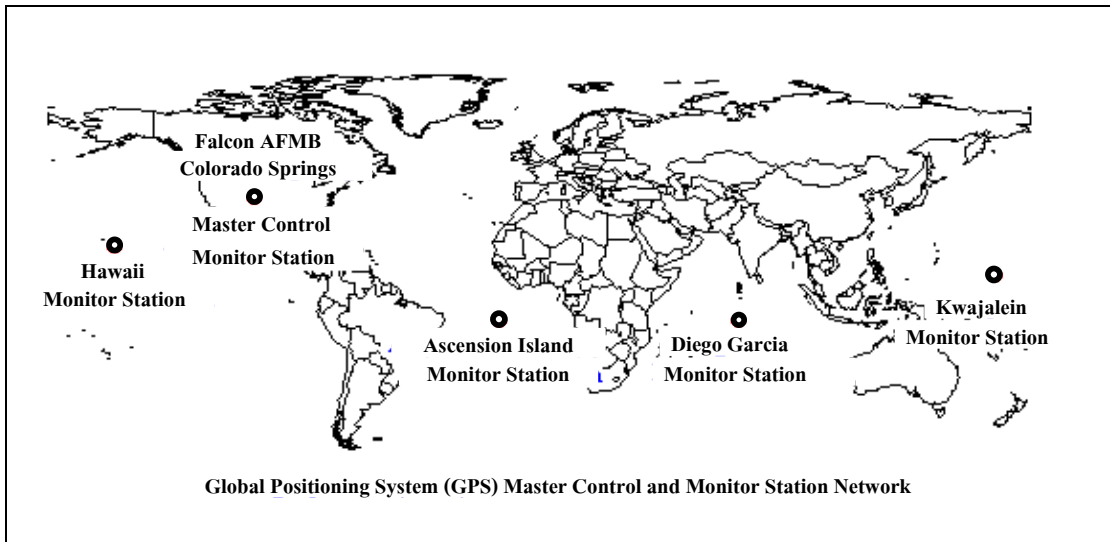 Falcon AFMB
Colorado Springs
Master Control
Monitor Station
Hawaii
Monitor Station
Ascension Island
Monitor Station
Diego Garcia
Monitor Station
Kwajalein
Monitor Station
Global Positioning System (GPS) Master Control and Monitor Station Network